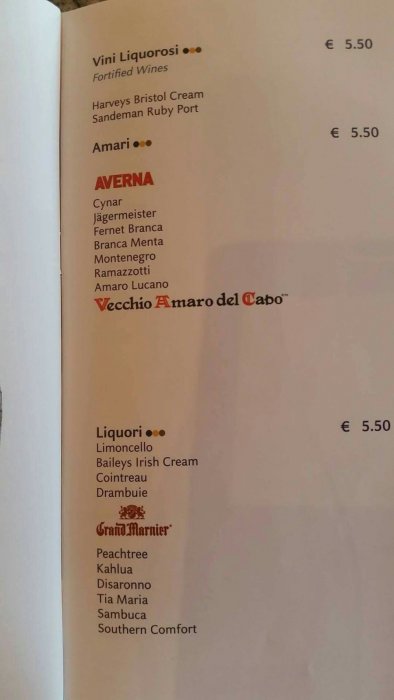 Vini Liquorosi
€ 5.50
Fortified Wines
Harveys Bristol Cream
Sandeman Ruby Port
Amari
€ 5.50
AVERNA
Cynar
Jägermeister
Fernet Branca
Branca Menta
Montenegro
Ramazzotti
Amaro Lucano
Vecchio Amaro del Capo™
Liquori
€ 5.50
Limoncello
Baileys Irish Cream
Cointreau
Drambuie
Grand Marnier®
Peachtree
Kahlua
Disaronno
Tia Maria
Sambuca
Southern Comfort